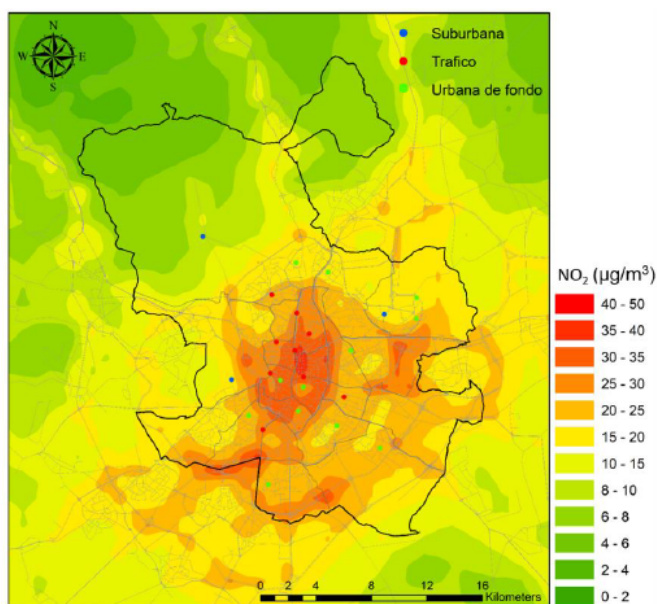 N
W E
S
Suburbana
Trafico
Urbana de fondo
NO₂ (µg/m³)
40 - 50
35 - 40
30 - 35
25 - 30
20 - 25
15 - 20
10 - 15
8 - 10
6 - 8
4 - 6
2 - 4
0 - 2
0 2 4 8 12 16
Kilometers